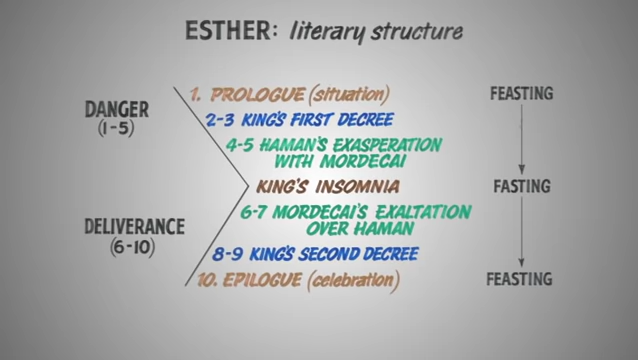 ESTHER: literary structure
DANGER
(1-5)
DELIVERANCE
(6-10)
1. PROLOGUE (situation)
2-3 KING'S FIRST DECREE
4-5 HAMAN'S EXASPERATION
WITH MORDECAI
KING'S INSOMNIA
6-7 MORDECAI'S EXALTATION
OVER HAMAN
8-9 KING'S SECOND DECREE
10. EPILOGUE (celebration)
FEASTING
FASTING
FEASTING